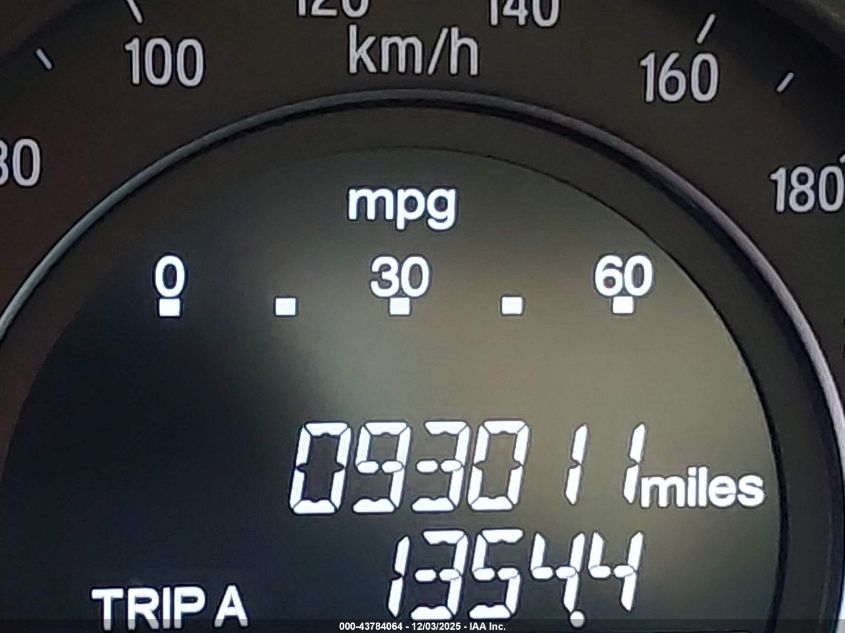 120 140
100 km/h 160
80 180
mpg
0 30 60
093011 miles
TRIP A 1354.4
000-43784064 - 12/03/2025 - IAA Inc.